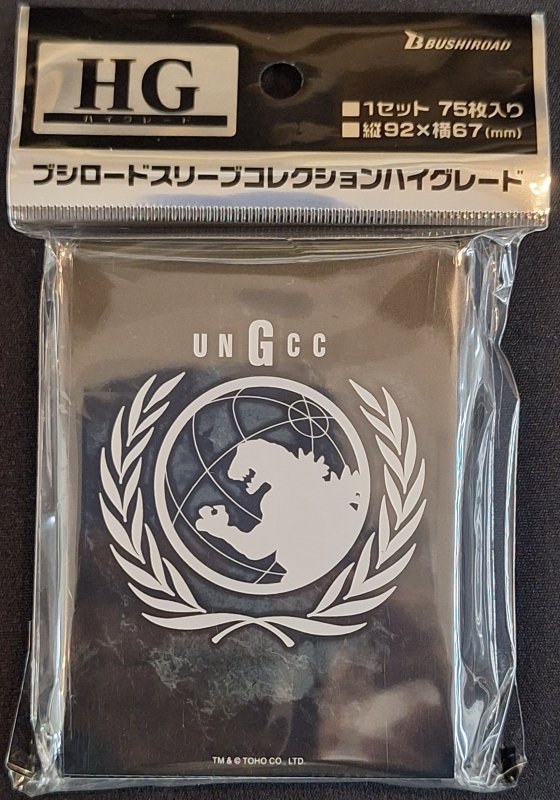 BUSHIROAD
HG
ハイグレード
■1セット 75枚入り
■縦92×横67(mm)
ブシロードスリーブコレクションハイグレード
UNGCC
TM & © TOHO CO., LTD.